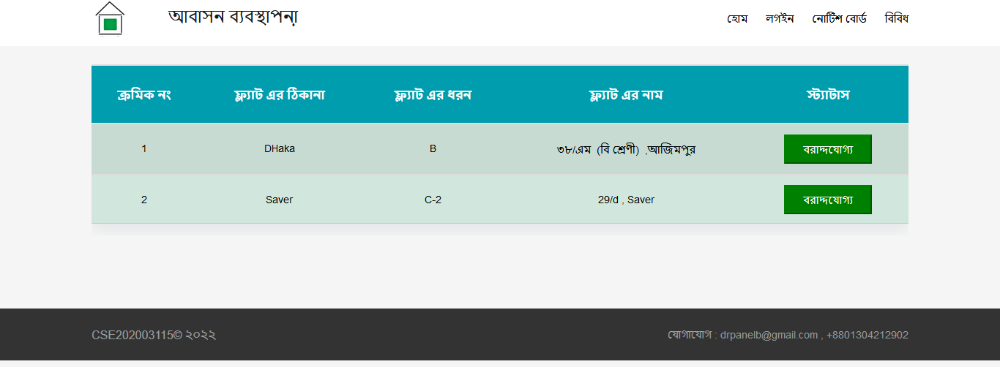 আবাসন ব্যবস্থাপনা
হোম লগইন নোটিশ বোর্ড বিবিধ
ক্রমিক নং ফ্ল্যাট এর ঠিকানা ফ্ল্যাট এর ধরন ফ্ল্যাট এর নাম স্ট্যাটাস
1 DHaka B ৩৮/এম (বি শ্রেণী) ,আজিমপুর বরাদ্দযোগ্য
2 Saver C-2 29/d , Saver বরাদ্দযোগ্য
CSE202003115© ২০২২ যোগাযোগ : drpanelb@gmail.com , +8801304212902